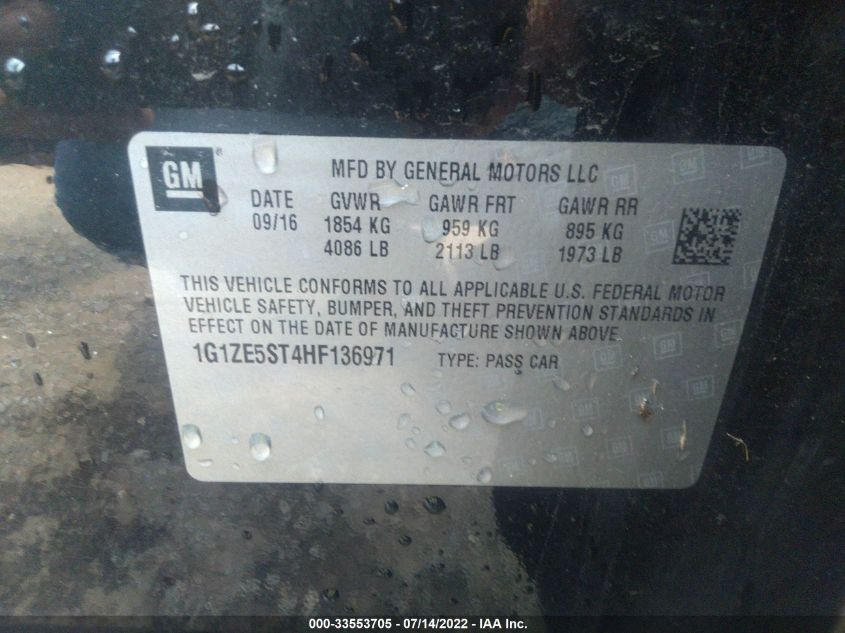 GM
MFD BY GENERAL MOTORS LLC
DATE GVWR GAWR FRT GAWR RR
09/16 1854 KG 959 KG 895 KG
4086 LB 2113 LB 1973 LB
THIS VEHICLE CONFORMS TO ALL APPLICABLE U.S. FEDERAL MOTOR
VEHICLE SAFETY, BUMPER, AND THEFT PREVENTION STANDARDS IN
EFFECT ON THE DATE OF MANUFACTURE SHOWN ABOVE.
1G1ZE5ST4HF136971 TYPE: PASS CAR
000-33553705 - 07/14/2022 - IAA Inc.